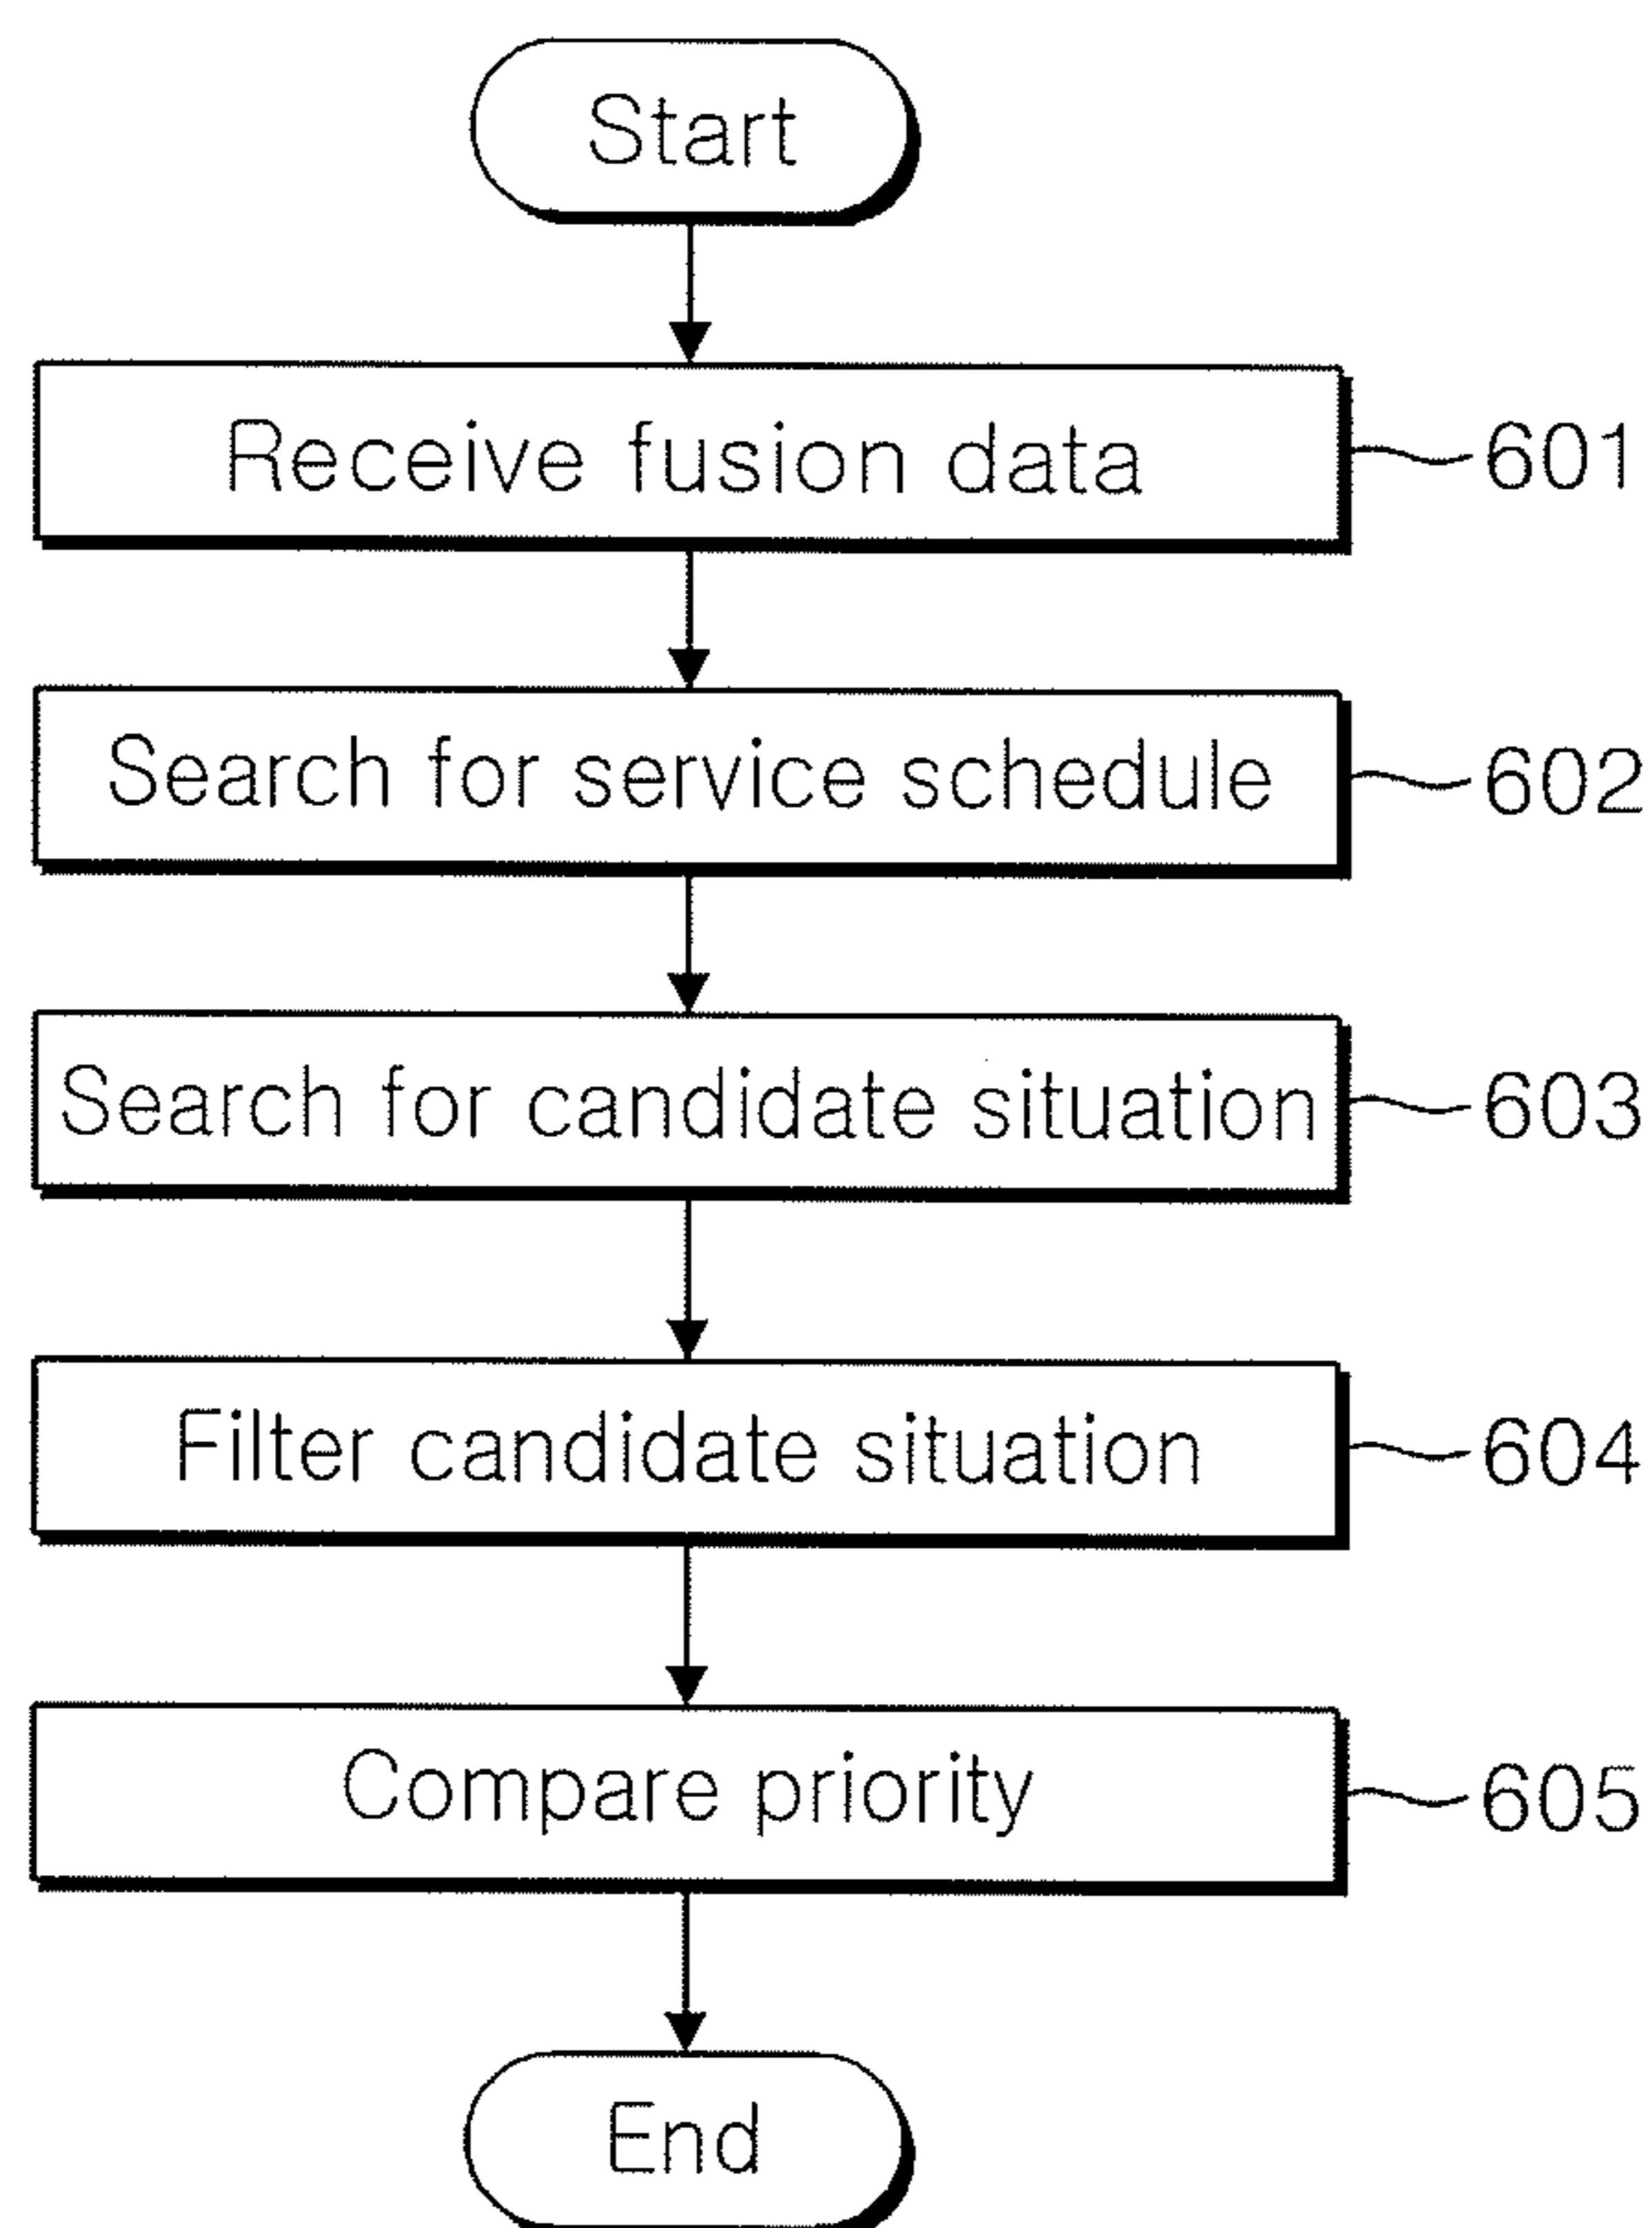 Start
Receive fusion data 601
Search for service schedule 602
Search for candidate situation 603
Filter candidate situation 604
Compare priority 605
End